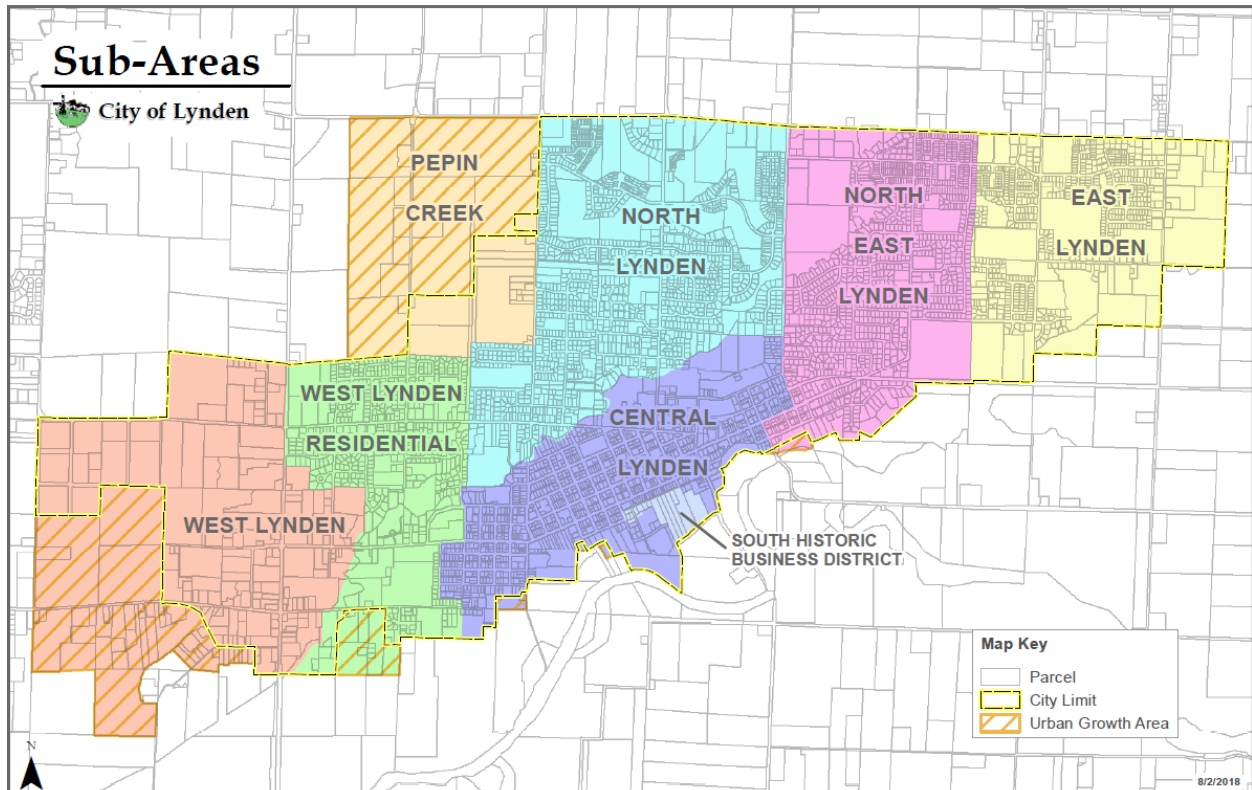 Sub-Areas
City of Lynden
PEPIN
CREEK
NORTH
LYNDEN
NORTH
EAST
LYNDEN
EAST
LYNDEN
WEST LYNDEN
RESIDENTIAL
CENTRAL
LYNDEN
WEST LYNDEN
SOUTH HISTORIC
BUSINESS DISTRICT
Map Key
Parcel
City Limit
Urban Growth Area
N
8/2/2018